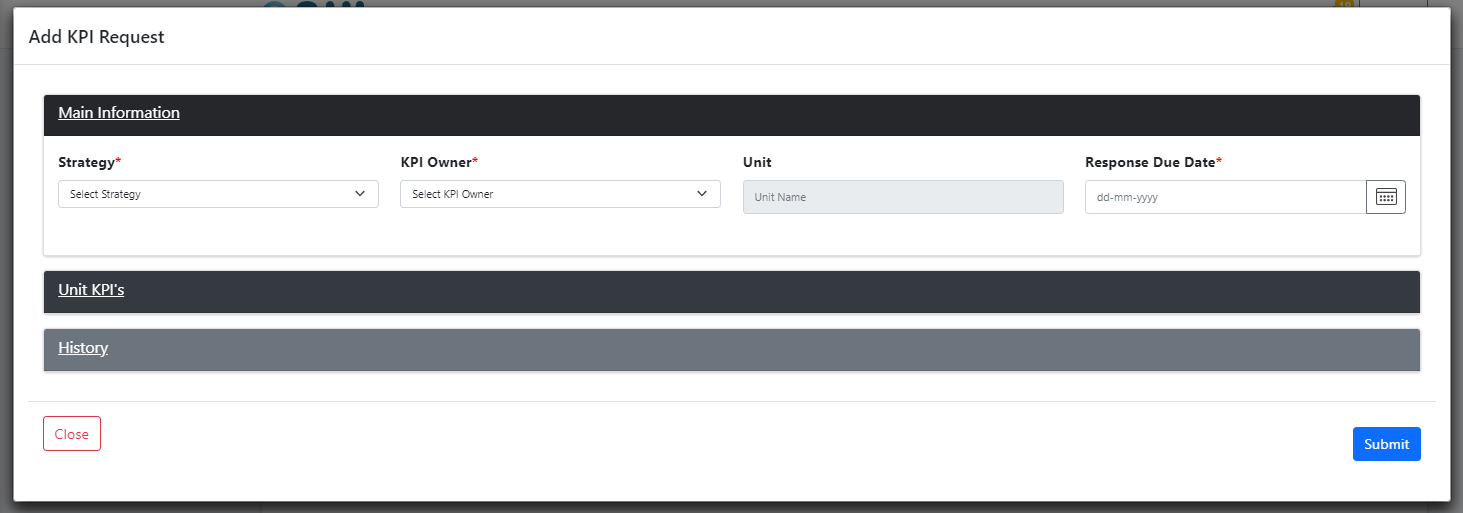 Add KPI Request
Main Information
Strategy* KPI Owner* Unit Response Due Date*
Select Strategy Select KPI Owner Unit Name dd-mm-yyyy
Unit KPI's
History
Close
Submit